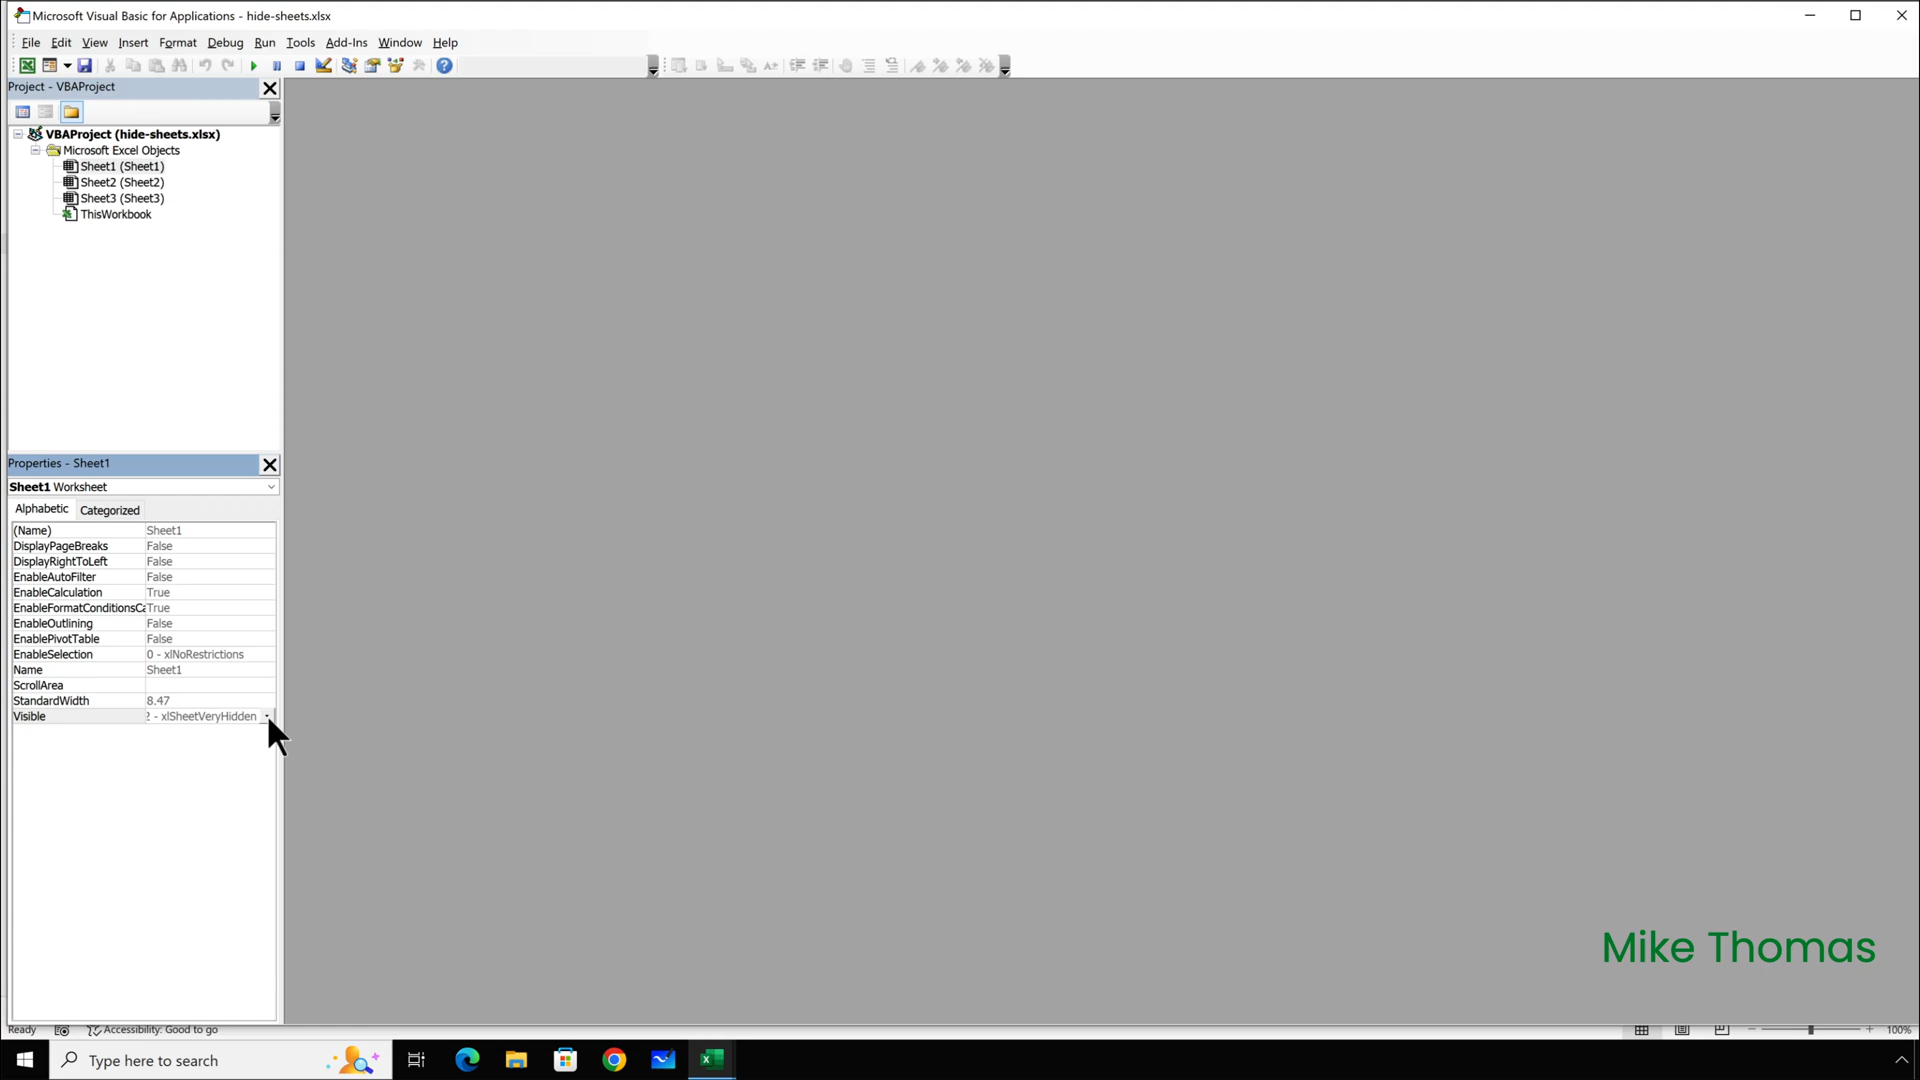 Microsoft Visual Basic for Applications - hide-sheets.xlsx
File Edit View Insert Format Debug Run Tools Add-Ins Window Help
Project - VBAProject
VBAProject (hide-sheets.xlsx)
Microsoft Excel Objects
Sheet1 (Sheet1)
Sheet2 (Sheet2)
Sheet3 (Sheet3)
ThisWorkbook
Properties - Sheet1
Sheet1 Worksheet
Alphabetic Categorized
(Name) Sheet1
DisplayPageBreaks False
DisplayRightToLeft False
EnableAutoFilter False
EnableCalculation True
EnableFormatConditionsCa True
EnableOutlining False
EnablePivotTable False
EnableSelection 0 - xlNoRestrictions
Name Sheet1
ScrollArea
StandardWidth 8.47
Visible 2 - xlSheetVeryHidden
Mike Thomas
Ready Accessibility: Good to go 100%
Type here to search